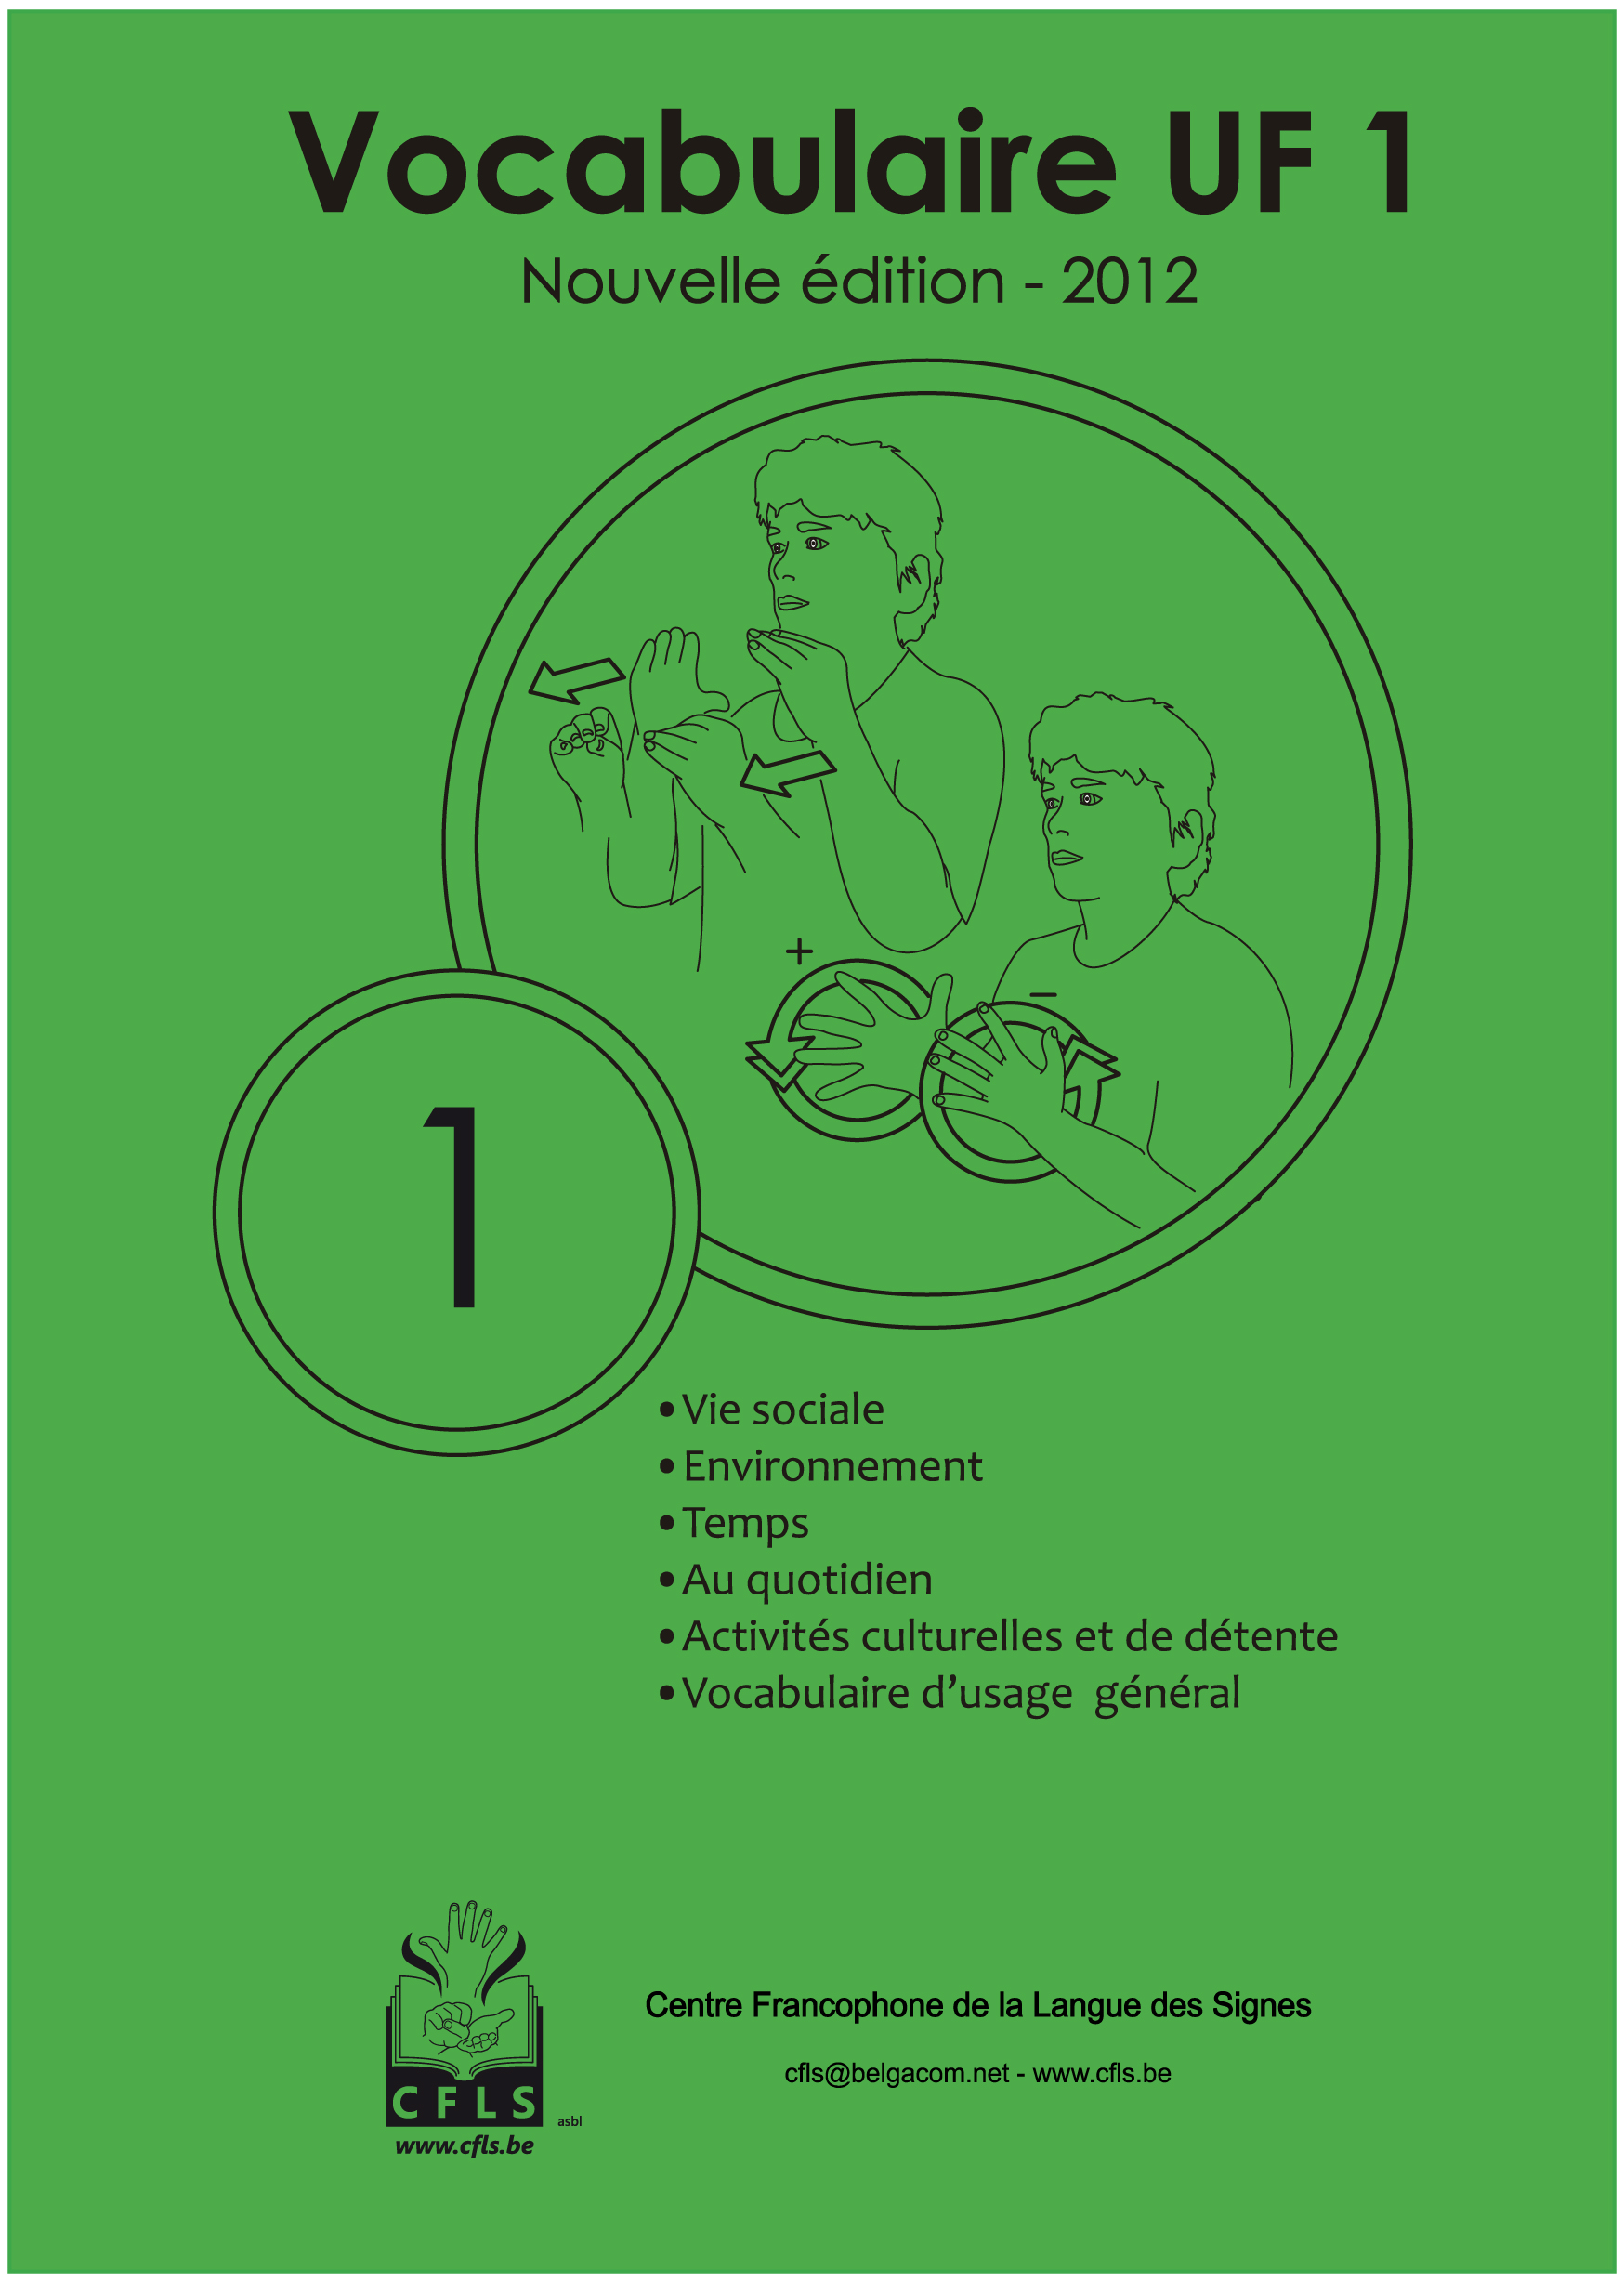 Vocabulaire UF 1
Nouvelle édition - 2012
+
–
1
• Vie sociale
• Environnement
• Temps
• Au quotidien
• Activités culturelles et de détente
• Vocabulaire d’usage  général
Centre Francophone de la Langue des Signes
cfls@belgacom.net - www.cfls.be
CFLS
asbl
www.cfls.be